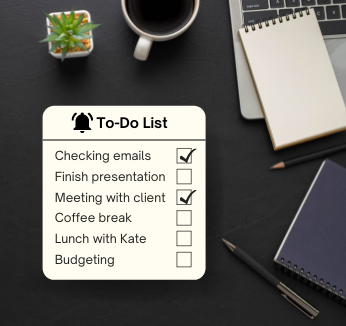 To-Do List
Checking emails
Finish presentation
Meeting with client
Coffee break
Lunch with Kate
Budgeting